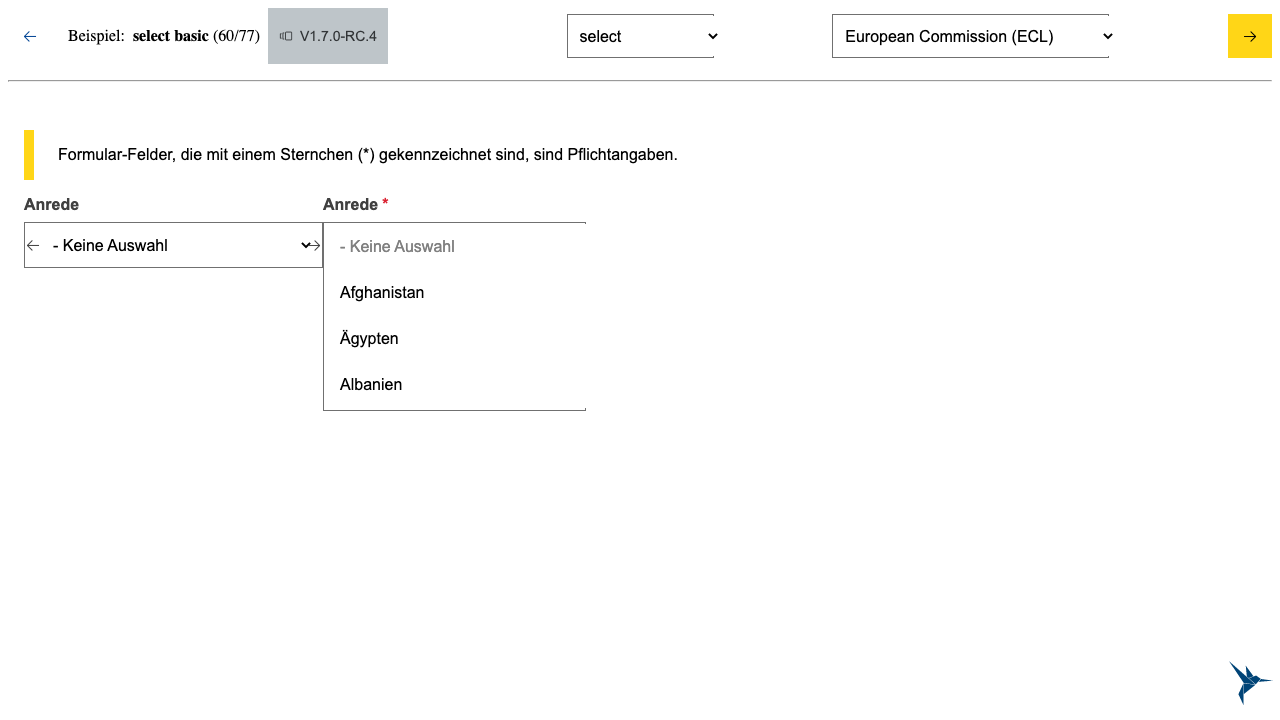 Beispiel: select basic (60/77) V1.7.0-RC.4 select European Commission (ECL)
Formular-Felder, die mit einem Sternchen (*) gekennzeichnet sind, sind Pflichtangaben.
Anrede Anrede *
- Keine Auswahl - Keine Auswahl
Afghanistan
Ägypten
Albanien